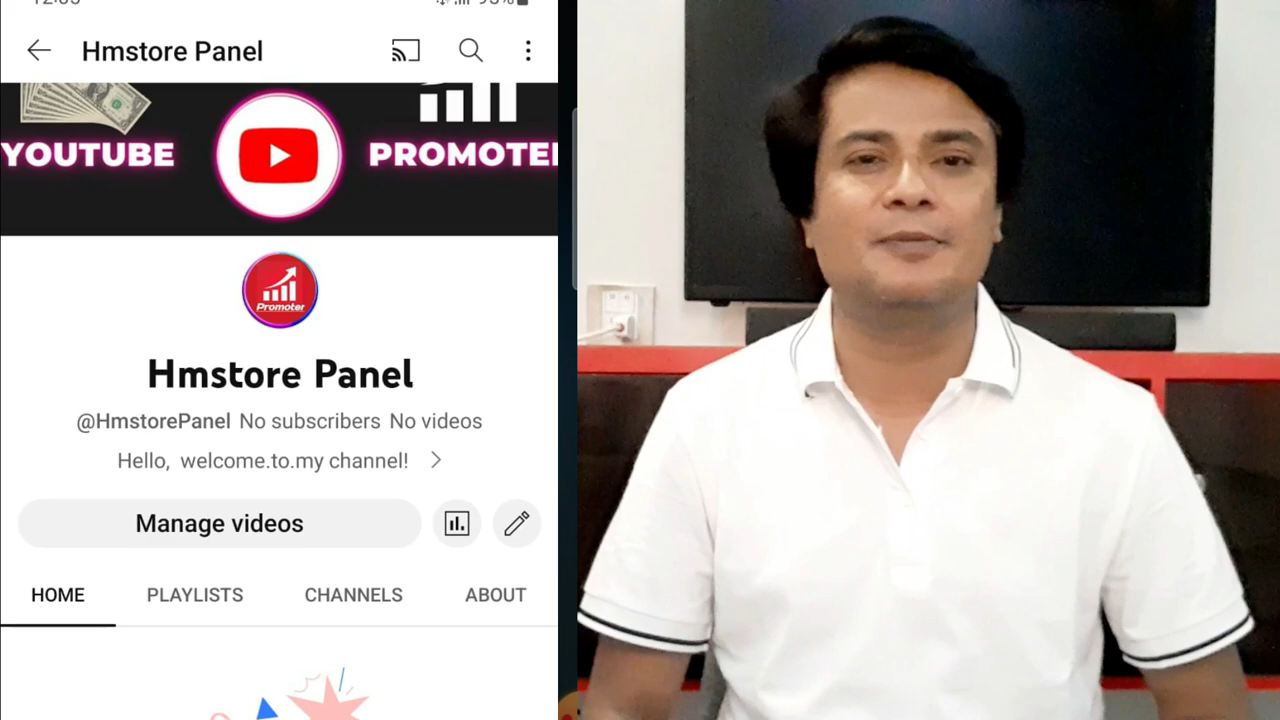 Hmstore Panel
YOUTUBE
PROMOTER
Promoter
Hmstore Panel
@HmstorePanel No subscribers No videos
Hello, welcome.to.my channel!
Manage videos
HOME PLAYLISTS CHANNELS ABOUT